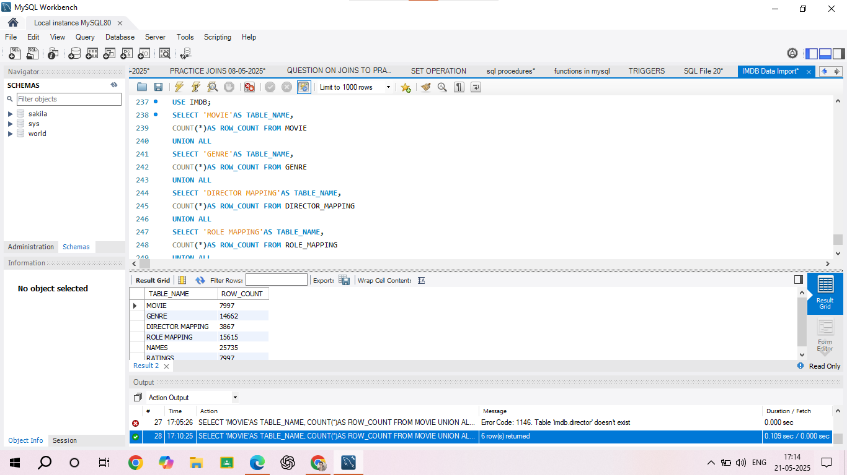 MySQL Workbench
Local instance MySQL80 ×
File Edit View Query Database Server Tools Scripting Help
Navigator
SCHEMAS
Filter objects
sakila
sys
world
Administration Schemas
Information
No object selected
Object Info Session
-2025* PRACTICE JOINS 08-05-2025* QUESTION ON JOINS TO PRA... SET OPERATION sql procedures* functions in mysql TRIGGERS SQL File 20* IMDB Data Import* ×
Limit to 1000 rows
237 USE IMDB;
238 SELECT 'MOVIE'AS TABLE_NAME,
239 COUNT(*)AS ROW_COUNT FROM MOVIE
240 UNION ALL
241 SELECT 'GENRE'AS TABLE_NAME,
242 COUNT(*)AS ROW_COUNT FROM GENRE
243 UNION ALL
244 SELECT 'DIRECTOR MAPPING'AS TABLE_NAME,
245 COUNT(*)AS ROW_COUNT FROM DIRECTOR_MAPPING
246 UNION ALL
247 SELECT 'ROLE MAPPING'AS TABLE_NAME,
248 COUNT(*)AS ROW_COUNT FROM ROLE_MAPPING
249 UNION ALL
Result Grid Filter Rows: Export: Wrap Cell Content:
TABLE_NAME ROW_COUNT
MOVIE 7997
GENRE 14662
DIRECTOR MAPPING 3867
ROLE MAPPING 15615
NAMES 25735
RATINGS 7997
Result Grid
Form Editor
Result 2 ×
Read Only
Output
Action Output
# Time Action Message Duration / Fetch
27 17:05:26 SELECT 'MOVIE'AS TABLE_NAME, COUNT(*)AS ROW_COUNT FROM MOVIE UNION AL... Error Code: 1146. Table 'imdb.director' doesn't exist 0.000 sec
28 17:10:25 SELECT 'MOVIE'AS TABLE_NAME, COUNT(*)AS ROW_COUNT FROM MOVIE UNION AL... 6 row(s) returned 0.109 sec / 0.000 sec
ENG
17:14
21-05-2025